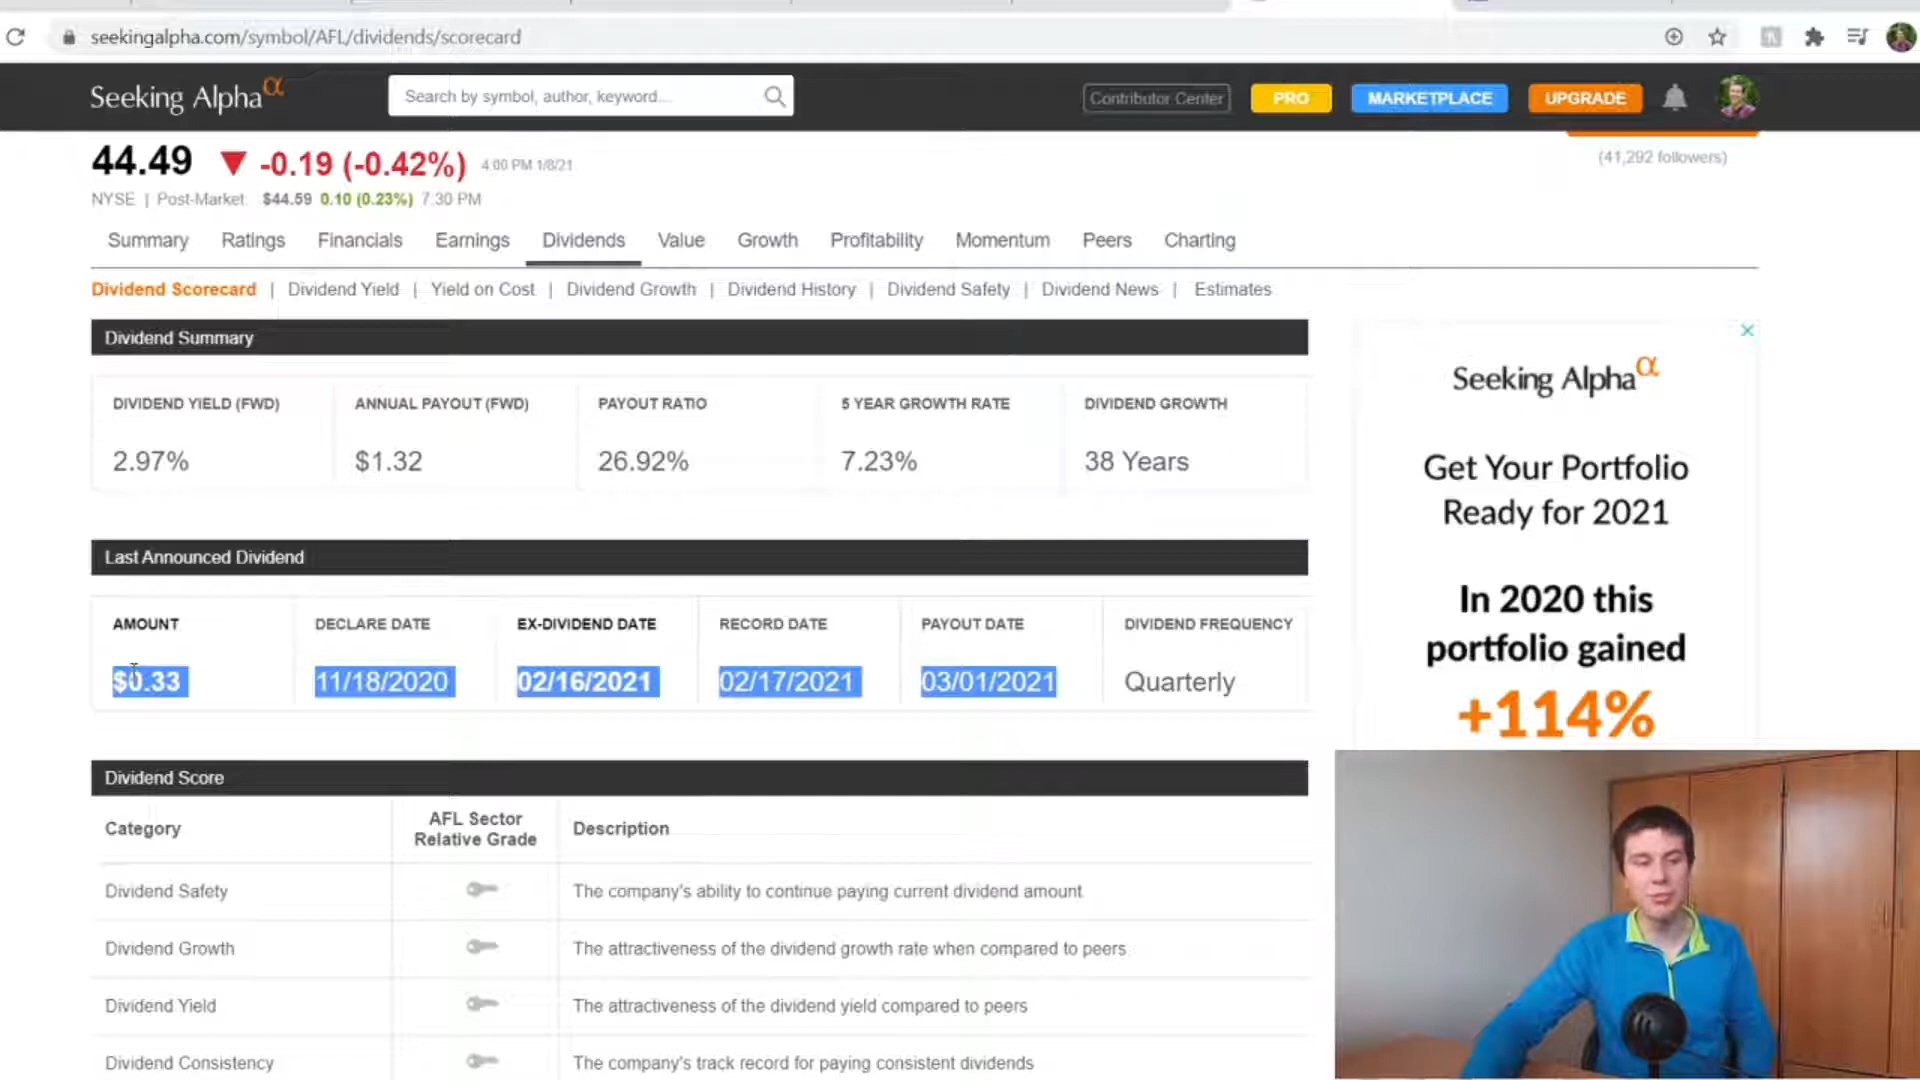 seekingalpha.com/symbol/AFL/dividends/scorecard
Seeking Alpha α
Search by symbol, author, keyword...
Contributor Center
PRO
MARKETPLACE
UPGRADE
44.49 ▼ -0.19 (-0.42%) 4:00 PM 1/8/21
(41,292 followers)
NYSE | Post-Market: $44.59 0.10 (0.23%) 7:30 PM
Summary Ratings Financials Earnings Dividends Value Growth Profitability Momentum Peers Charting
Dividend Scorecard | Dividend Yield | Yield on Cost | Dividend Growth | Dividend History | Dividend Safety | Dividend News | Estimates
Dividend Summary
DIVIDEND YIELD (FWD) ANNUAL PAYOUT (FWD) PAYOUT RATIO 5 YEAR GROWTH RATE DIVIDEND GROWTH
2.97% $1.32 26.92% 7.23% 38 Years
Last Announced Dividend
AMOUNT DECLARE DATE EX-DIVIDEND DATE RECORD DATE PAYOUT DATE DIVIDEND FREQUENCY
$0.33 11/18/2020 02/16/2021 02/17/2021 03/01/2021 Quarterly
Dividend Score
Category AFL Sector Relative Grade Description
Dividend Safety The company's ability to continue paying current dividend amount
Dividend Growth The attractiveness of the dividend growth rate when compared to peers
Dividend Yield The attractiveness of the dividend yield compared to peers
Dividend Consistency The company's track record for paying consistent dividends
Seeking Alpha α
Get Your Portfolio
Ready for 2021
In 2020 this
portfolio gained
+114%